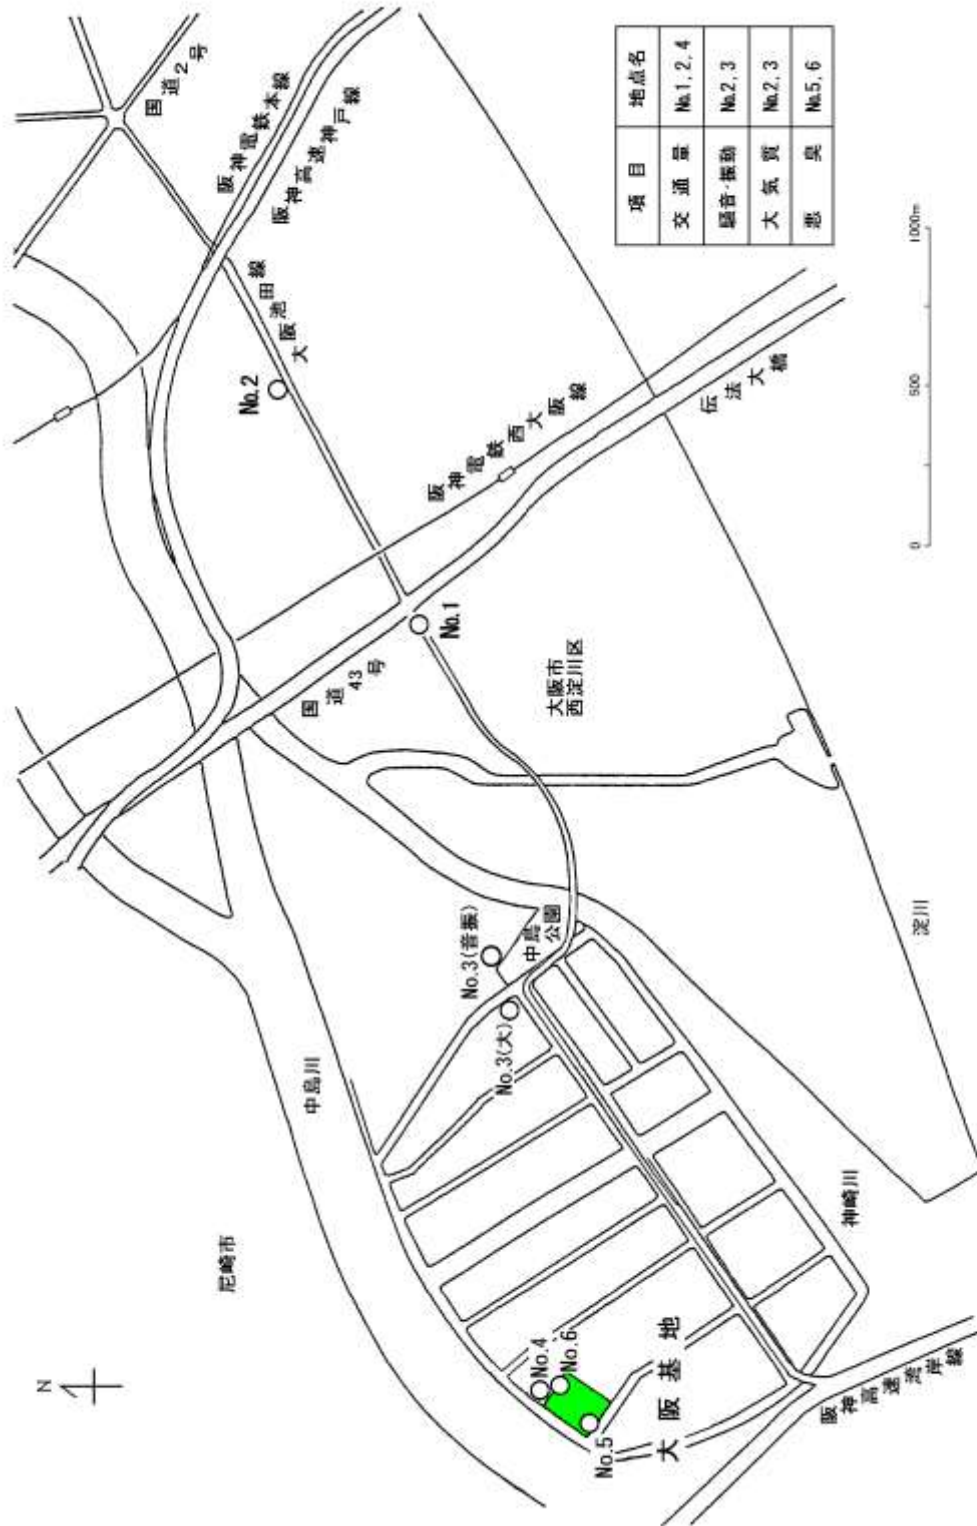 国道2号
阪神電鉄本線
阪神高速神戸線
大阪池田線
No.2
阪神電鉄西大阪線
伝法大橋
No.1
国道43号
大阪市
西淀川区
No.3(音振)
中島
公園
No.3(大)
淀川
中島川
神崎川
尼崎市
N
No.4
No.6
No.5
大阪基地
阪神高速湾岸線
項目 地点名
交通量 No.1,2,4
騒音・振動 No.2,3
大気質 No.2,3
悪臭 No.5,6
0 500 1000m